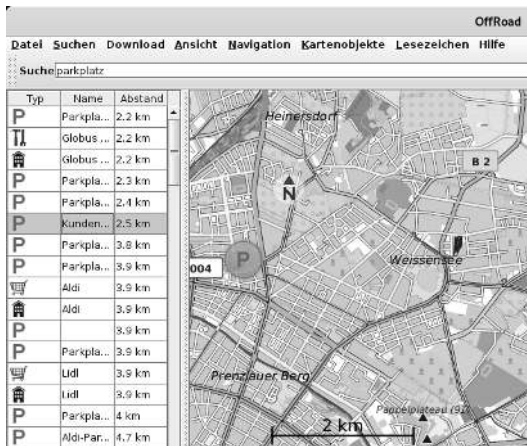 OffRoad
Datei Suchen Download Ansicht Navigation Kartenobjekte Lesezeichen Hilfe
Suche parkplatz
Typ Name Abstand
P Parkpla... 2.2 km
Globus ... 2.2 km
Globus ... 2.2 km
P Parkpla... 2.3 km
P Parkpla... 2.4 km
P Kunden... 2.5 km
P Parkpla... 3.8 km
P Parkpla... 3.9 km
Aldi 3.9 km
Aldi 3.9 km
P 3.9 km
P Parkpla... 3.9 km
Lidl 3.9 km
Lidl 3.9 km
P Parkpla... 4 km
P Aldi-Par... 4.7 km
Heinersdorf
B 2
N
Weissensee
P
004
Prenzlauer Berg
Pappelplateau (91)
2 km